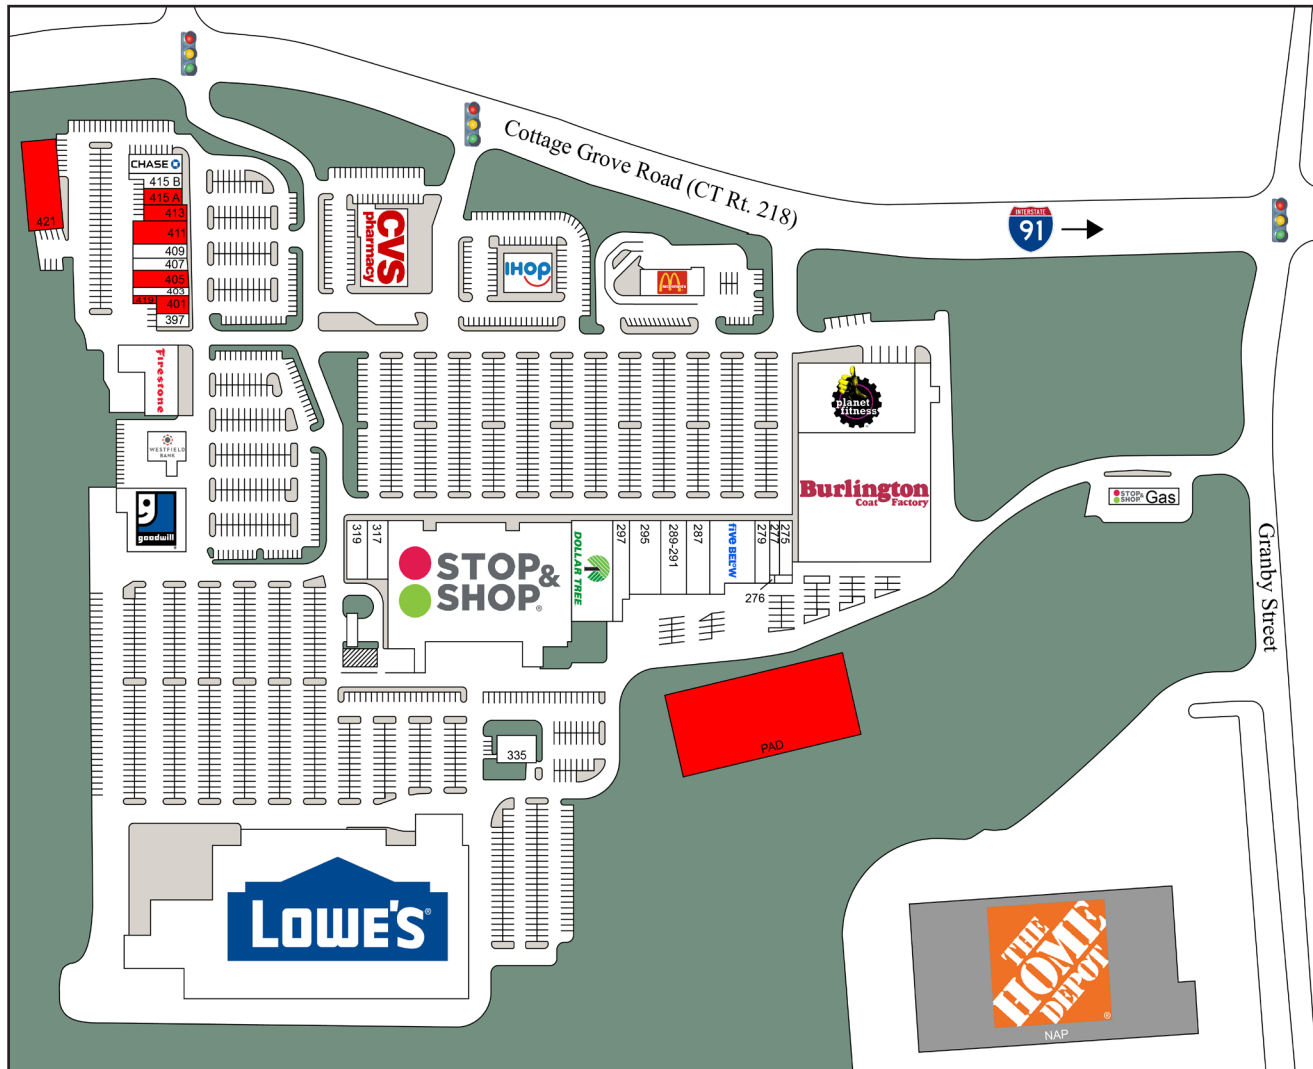 Cottage Grove Road (CT Rt. 218)
INTERSTATE
91
CHASE
415 B
415 A
413
411
409
407
405
403
419
401
397
421
CVS
pharmacy
IHOP
McDonald's
Firestone
WESTFIELD
BANK
goodwill
planet
fitness
Burlington
Coat Factory
STOP&
SHOP
Gas
Granby Street
319
317
STOP&
SHOP
DOLLAR TREE
297
295
289-291
287
five BEL°W
279
277
275
276
PAD
335
LOWE'S
THE
HOME
DEPOT
NAP